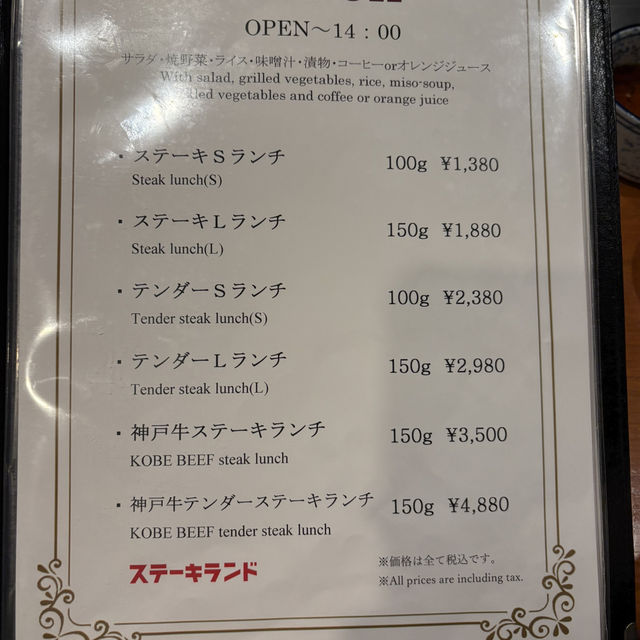 OPEN～14：00
サラダ・焼野菜・ライス・味噌汁・漬物・コーヒーorオレンジジュース
With salad, grilled vegetables, rice, miso-soup,
vegetables and coffee or orange juice
・ステーキSランチ 100g ¥1,380
Steak lunch(S)
・ステーキLランチ 150g ¥1,880
Steak lunch(L)
・テンダーSランチ 100g ¥2,380
Tender steak lunch(S)
・テンダーLランチ 150g ¥2,980
Tender steak lunch(L)
・神戸牛ステーキランチ 150g ¥3,500
KOBE BEEF steak lunch
・神戸牛テンダーステーキランチ 150g ¥4,880
KOBE BEEF tender steak lunch
ステーキランド
※価格は全て税込です。
※All prices are including tax.